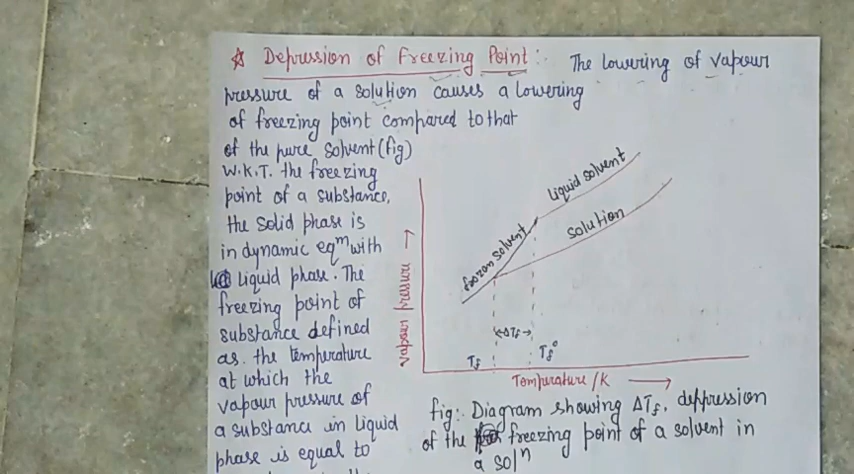 ☆ Depression of Freezing Point:- The lowering of vapour
pressure of a solution causes a lowering
of freezing point compared to that
of the pure solvent (fig)
W.K.T. the freezing
point of a substance,
the solid phase is
in dynamic eqᵐ with
Liquid phase. The
freezing point of
substance defined
as. the temperature
at which the
vapour pressure of
a substance in liquid
phase is equal to
Liquid solvent
solution
frozen solvent
vapour pressure →
←ΔTf→
Tf
Tf°
Temperature/K →
fig:. Diagram showing ΔTf, deppression
of the freezing point of a solvent in
a solⁿ